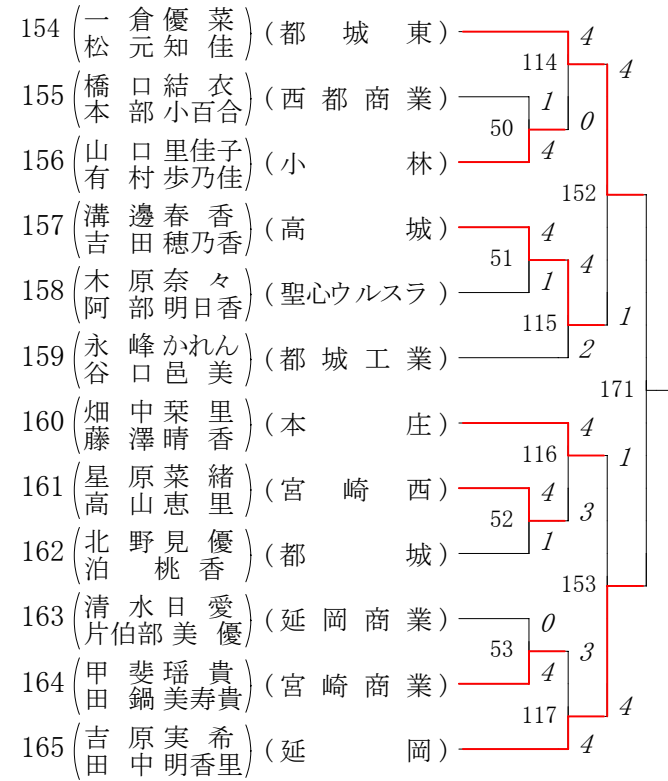 154 一倉優菜 松元知佳 (都城東)
155 橋口結衣 本部小百合 (西都商業)
156 山口里佳子 有村歩乃佳 (小林)
157 溝邊春香 吉田穂乃香 (高城)
158 木原奈々 阿部明日香 (聖心ウルスラ)
159 永峰かれん 谷口邑美 (都城工業)
160 畑中栞里 藤澤晴香 (本庄)
161 星原菜緒 高山恵里 (宮崎西)
162 北野見優 泊桃香 (都城)
163 清水日愛 片伯部美優 (延岡商業)
164 甲斐瑶貴 田鍋美寿貴 (宮崎商業)
165 吉原実希 田中明香里 (延岡)
4
114
4
1
50
0
4
152
4
51
4
1
115
1
2
171
4
116
1
4
52
3
1
153
0
53
3
4
117
4
4